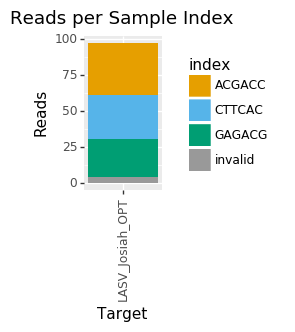 Reads per Sample Index
100
75
50
25
0
Reads
LASV_Josiah_OPT
Target
index
ACGACC
CTTCAC
GAGACG
invalid